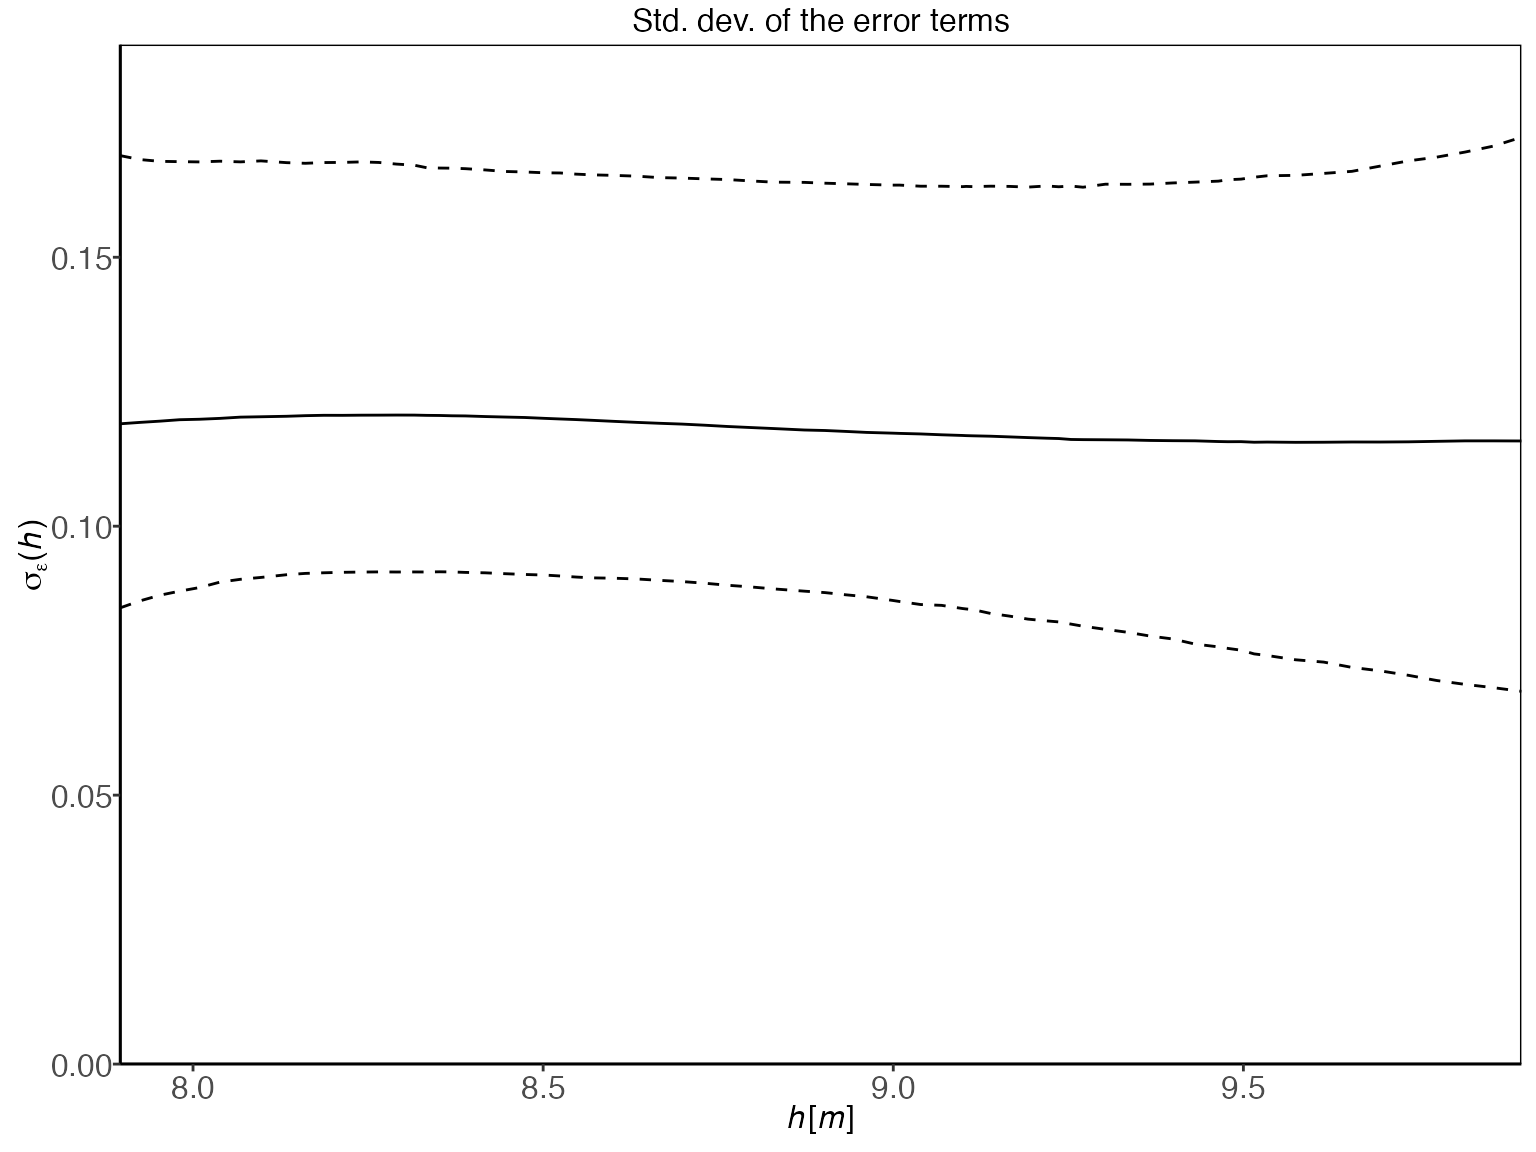 Std. dev. of the error terms
σε(h)
0.15
0.10
0.05
0.00
8.0 8.5 9.0 9.5
h[m]